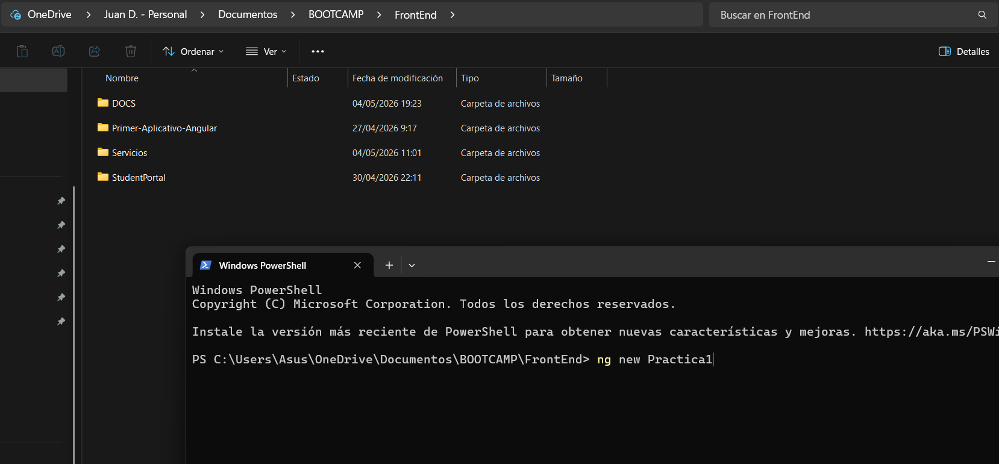 OneDrive > Juan D. - Personal > Documentos > BOOTCAMP > FrontEnd >
Buscar en FrontEnd
Ordenar
Ver
Detalles
Nombre Estado Fecha de modificación Tipo Tamaño
DOCS 04/05/2026 19:23 Carpeta de archivos
Primer-Aplicativo-Angular 27/04/2026 9:17 Carpeta de archivos
Servicios 04/05/2026 11:01 Carpeta de archivos
StudentPortal 30/04/2026 22:11 Carpeta de archivos
Windows PowerShell
Windows PowerShell
Copyright (C) Microsoft Corporation. Todos los derechos reservados.
Instale la versión más reciente de PowerShell para obtener nuevas características y mejoras. https://aka.ms/PSWi
PS C:\Users\Asus\OneDrive\Documentos\BOOTCAMP\FrontEnd> ng new Practica1